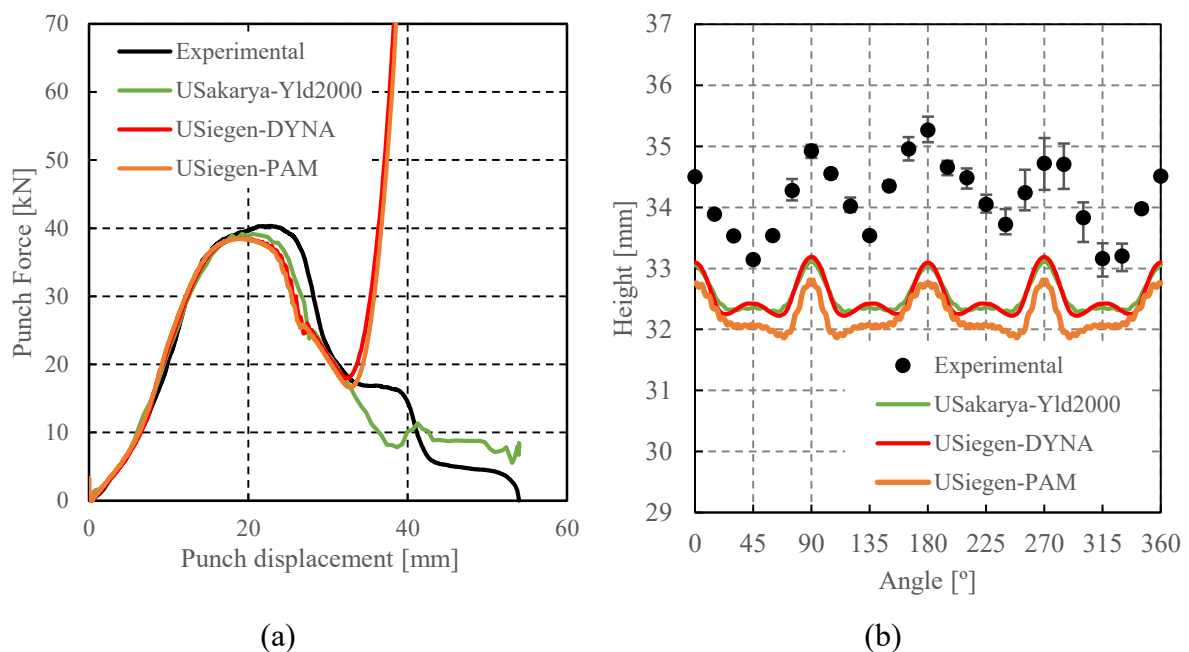 70
60
50
40
30
20
10
0
Punch Force [kN]
Experimental
USakarya-Yld2000
USiegen-DYNA
USiegen-PAM
0 20 40 60
Punch displacement [mm]
(a)
37
36
35
34
33
32
31
30
29
Height [mm]
Experimental
USakarya-Yld2000
USiegen-DYNA
USiegen-PAM
0 45 90 135 180 225 270 315 360
Angle [º]
(b)